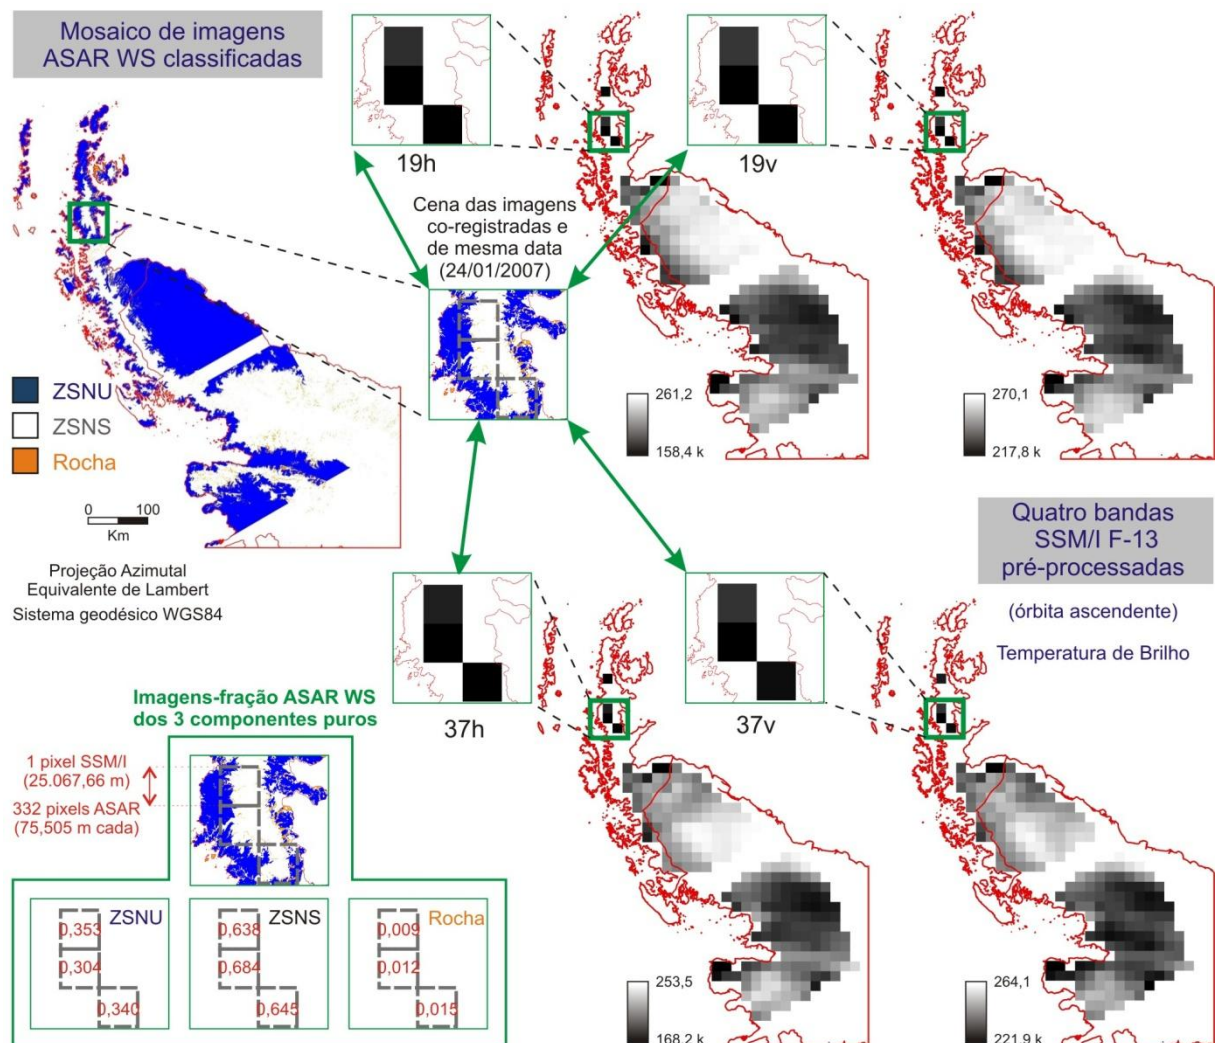 Mosaico de imagens
ASAR WS classificadas
19h
19v
Cena das imagens
co-registradas e
de mesma data
(24/01/2007)
ZSNU
ZSNS
Rocha
0 100
Km
Projeção Azimutal
Equivalente de Lambert
Sistema geodésico WGS84
261,2
158,4 k
270,1
217,8 k
Quatro bandas
SSM/I F-13
pré-processadas
(órbita ascendente)
Temperatura de Brilho
37h
37v
Imagens-fração ASAR WS
dos 3 componentes puros
1 pixel SSM/I
(25.067,66 m)
332 pixels ASAR
(75,505 m cada)
ZSNU
0,353
0,304
0,340
ZSNS
0,638
0,684
0,645
Rocha
0,009
0,012
0,015
253,5
168,2 k
264,1
221,9 k